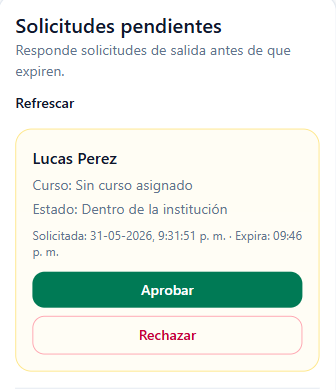 Solicitudes pendientes
Responde solicitudes de salida antes de que
expiren.
Refrescar
Lucas Perez
Curso: Sin curso asignado
Estado: Dentro de la institución
Solicitada: 31-05-2026, 9:31:51 p. m. · Expira: 09:46
p. m.
Aprobar
Rechazar